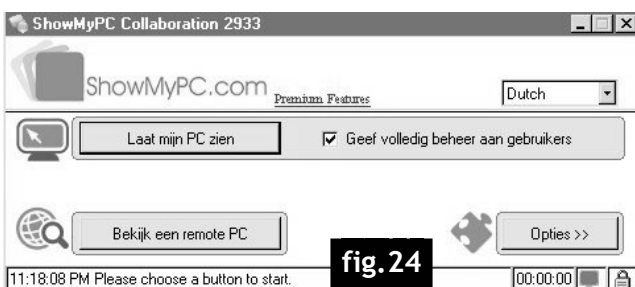 ShowMyPC Collaboration 2933
ShowMyPC.com
Premium Features
Dutch
Laat mijn PC zien
Geef volledig beheer aan gebruikers
Bekijk een remote PC
Opties >>
fig.24
11:18:08 PM Please choose a button to start.
00:00:00